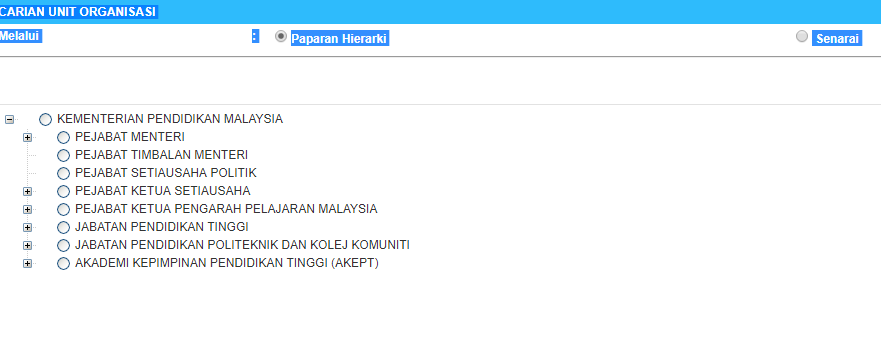 CARIAN UNIT ORGANISASI
Melalui : Paparan Hierarki Senarai
KEMENTERIAN PENDIDIKAN MALAYSIA
PEJABAT MENTERI
PEJABAT TIMBALAN MENTERI
PEJABAT SETIAUSAHA POLITIK
PEJABAT KETUA SETIAUSAHA
PEJABAT KETUA PENGARAH PELAJARAN MALAYSIA
JABATAN PENDIDIKAN TINGGI
JABATAN PENDIDIKAN POLITEKNIK DAN KOLEJ KOMUNITI
AKADEMI KEPIMPINAN PENDIDIKAN TINGGI (AKEPT)